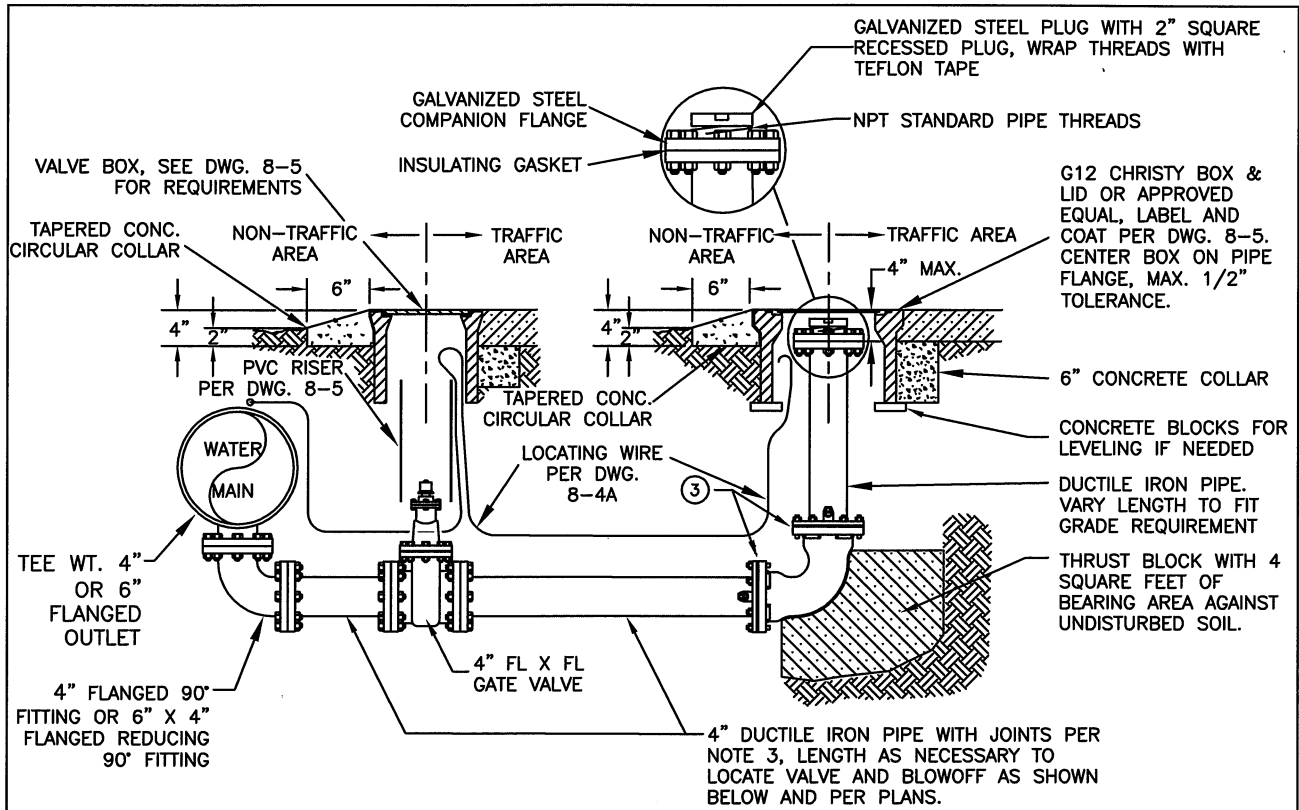 GALVANIZED STEEL PLUG WITH 2" SQUARE
RECESSED PLUG, WRAP THREADS WITH
TEFLON TAPE
GALVANIZED STEEL
COMPANION FLANGE
NPT STANDARD PIPE THREADS
INSULATING GASKET
VALVE BOX, SEE DWG. 8-5
FOR REQUIREMENTS
G12 CHRISTY BOX &
LID OR APPROVED
EQUAL, LABEL AND
COAT PER DWG. 8-5.
CENTER BOX ON PIPE
FLANGE, MAX. 1/2"
TOLERANCE.
TAPERED CONC.
CIRCULAR COLLAR
NON-TRAFFIC
AREA
TRAFFIC
AREA
NON-TRAFFIC
AREA
TRAFFIC AREA
4" MAX.
6"
6"
4"
2"
4"
2"
PVC RISER
PER DWG. 8-5
TAPERED CONC.
CIRCULAR COLLAR
6" CONCRETE COLLAR
CONCRETE BLOCKS FOR
LEVELING IF NEEDED
WATER
MAIN
LOCATING WIRE
PER DWG.
8-4A
3
DUCTILE IRON PIPE.
VARY LENGTH TO FIT
GRADE REQUIREMENT
TEE WT. 4"
OR 6"
FLANGED
OUTLET
THRUST BLOCK WITH 4
SQUARE FEET OF
BEARING AREA AGAINST
UNDISTURBED SOIL.
4" FL X FL
GATE VALVE
4" FLANGED 90°
FITTING OR 6" X 4"
FLANGED REDUCING
90° FITTING
4" DUCTILE IRON PIPE WITH JOINTS PER
NOTE 3, LENGTH AS NECESSARY TO
LOCATE VALVE AND BLOWOFF AS SHOWN
BELOW AND PER PLANS.